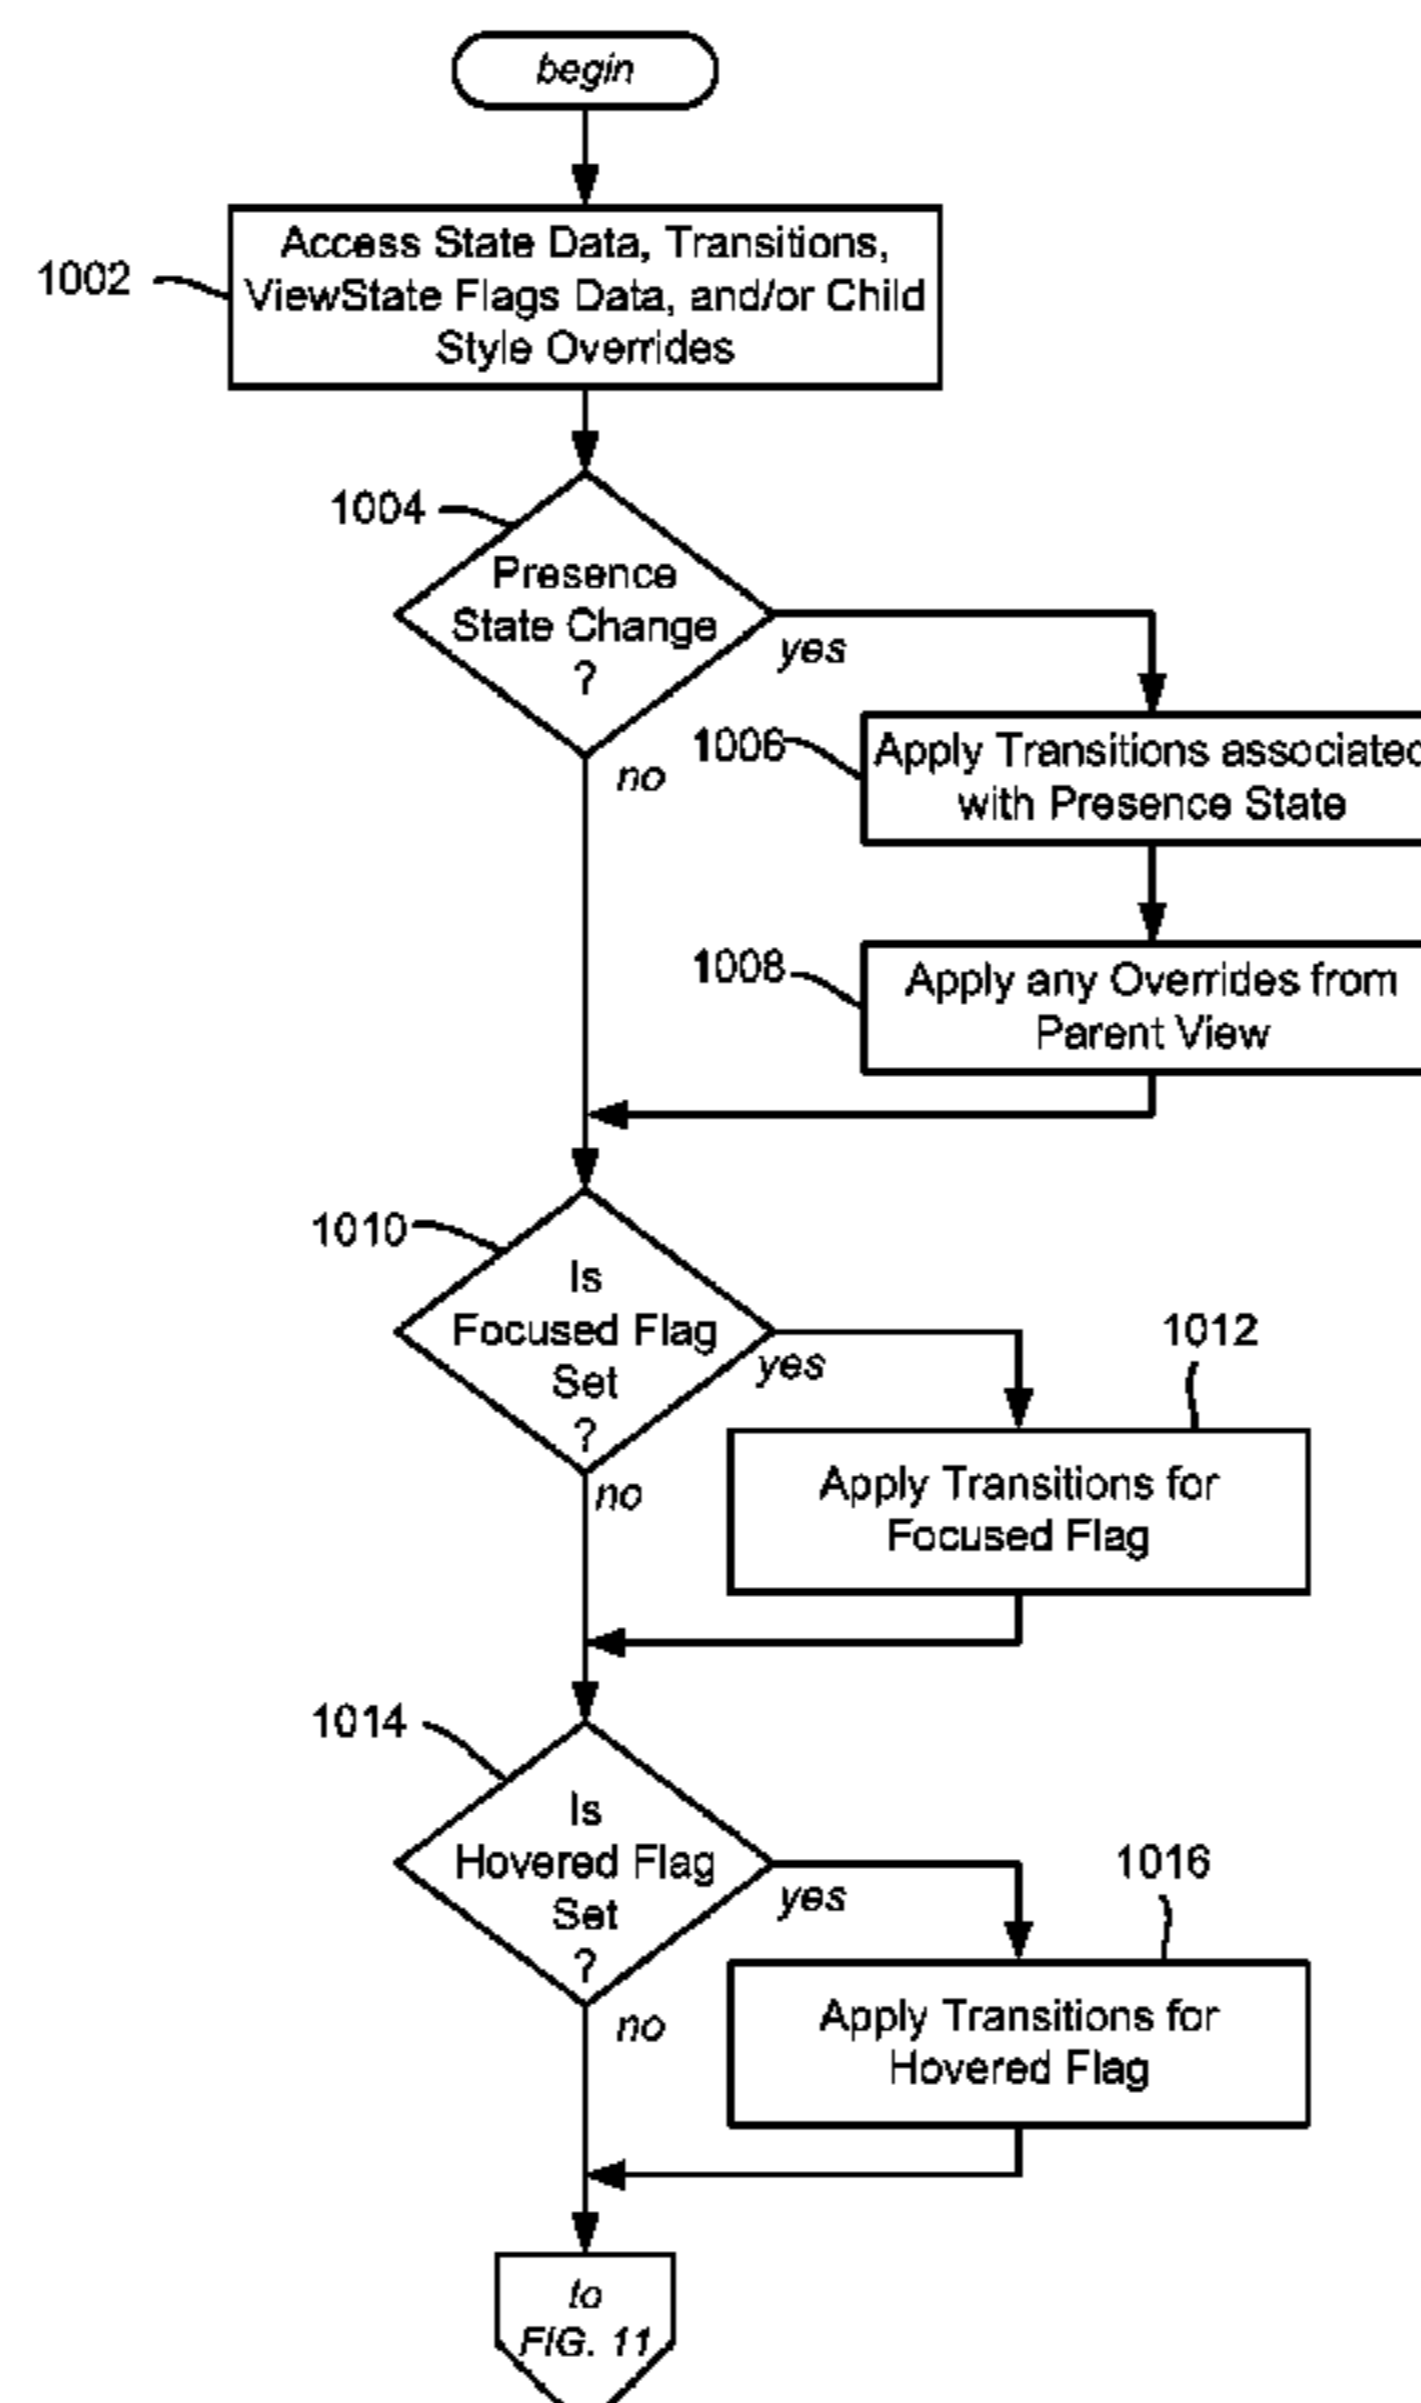 begin
1002
Access State Data, Transitions,
ViewState Flags Data, and/or Child
Style Overrides
1004
Presence
State Change
?
yes
no
1006
Apply Transitions associated
with Presence State
1008
Apply any Overrides from
Parent View
1010
Is
Focused Flag
Set
?
yes
no
1012
Apply Transitions for
Focused Flag
1014
Is
Hovered Flag
Set
?
yes
no
1016
Apply Transitions for
Hovered Flag
to
FIG. 11